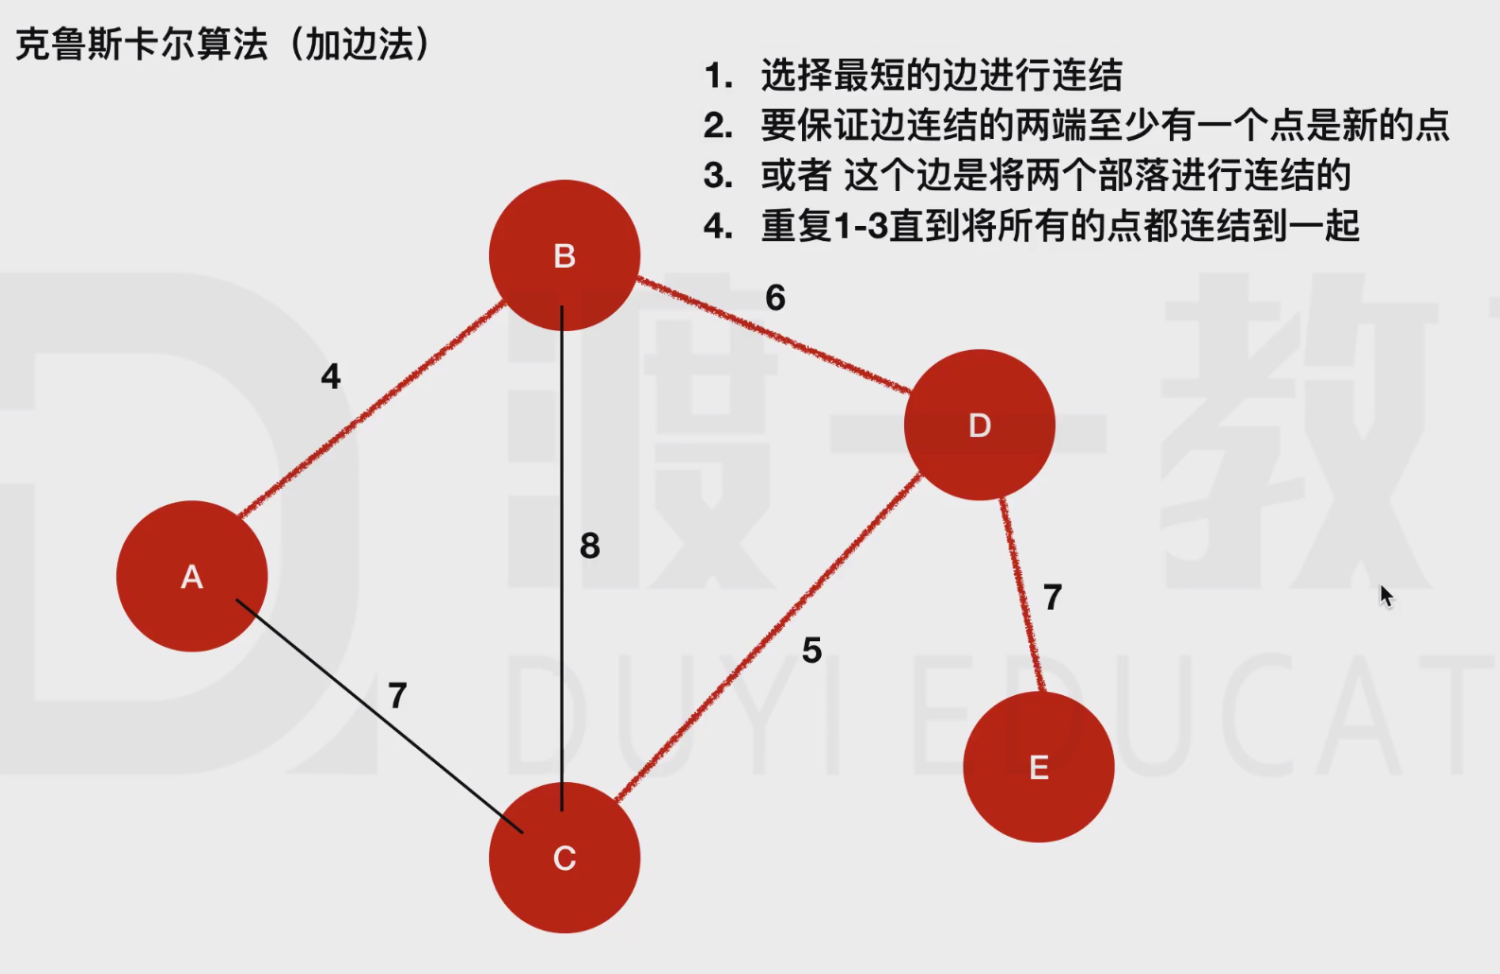 克鲁斯卡尔算法（加边法）
1. 选择最短的边进行连结
2. 要保证边连结的两端至少有一个点是新的点
3. 或者 这个边是将两个部落进行连结的
4. 重复1-3直到将所有的点都连结到一起
B
6
4
D
8
A
7
5
7
E
C
渡一教
DUYI EDUCAT